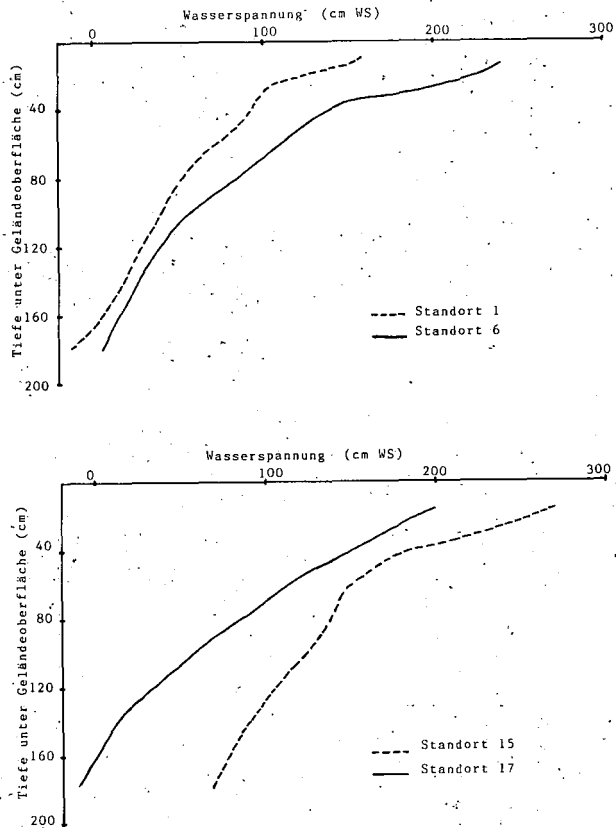 Wasserspannung (cm WS)
0 100 200 300
Tiefe unter Geländeoberfläche (cm)
40
80
120
160
200
Standort 1
Standort 6
Wasserspannung (cm WS)
0 100 200 300
Tiefe unter Geländeoberfläche (cm)
40
80
120
160
200
Standort 15
Standort 17